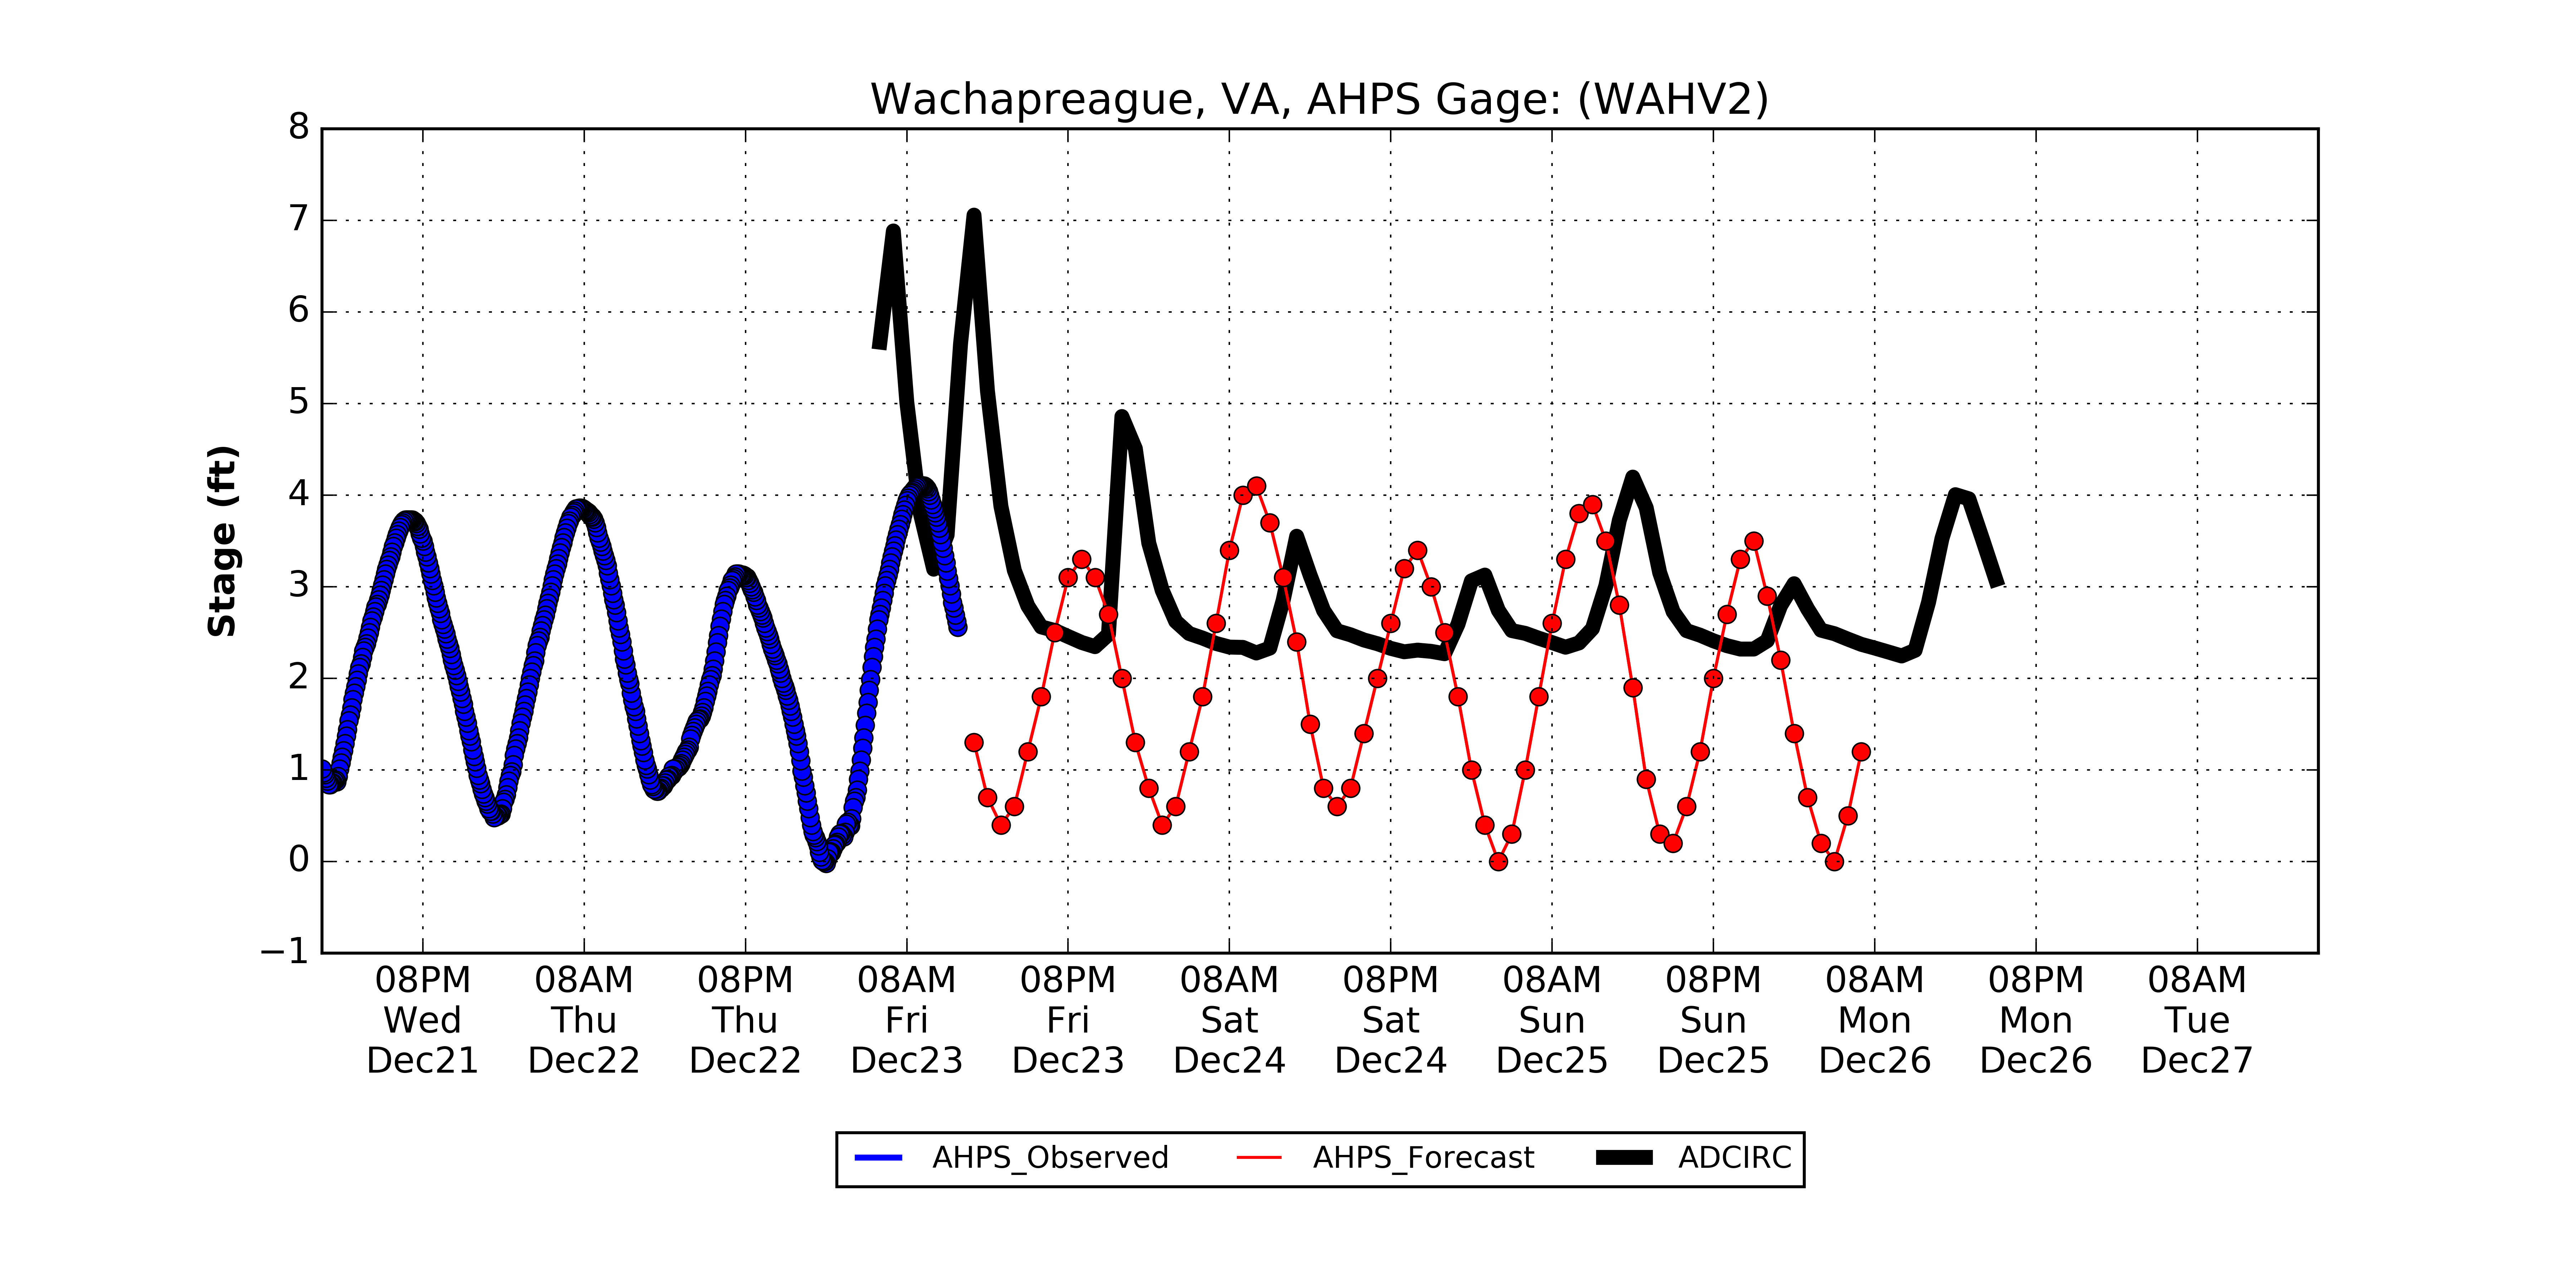 Wachapreague, VA, AHPS Gage: (WAHV2)
Stage (ft)
8
7
6
5
4
3
2
1
0
−1
08PM 08AM 08PM 08AM 08PM 08AM 08PM 08AM 08PM 08AM 08PM 08AM
Wed Thu Thu Fri Fri Sat Sat Sun Sun Mon Mon Tue
Dec21 Dec22 Dec22 Dec23 Dec23 Dec24 Dec24 Dec25 Dec25 Dec26 Dec26 Dec27
AHPS_Observed AHPS_Forecast ADCIRC